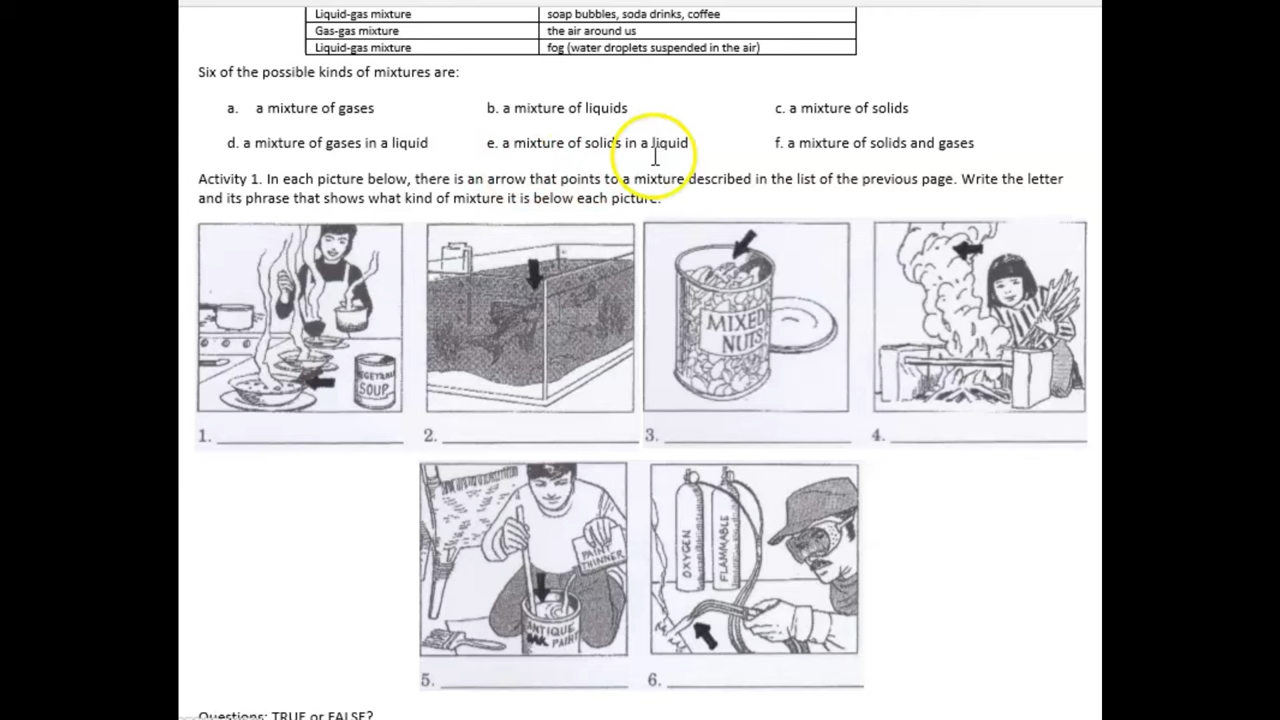 Liquid-gas mixture soap bubbles, soda drinks, coffee
Gas-gas mixture the air around us
Liquid-gas mixture fog (water droplets suspended in the air)
Six of the possible kinds of mixtures are:
a. a mixture of gases b. a mixture of liquids c. a mixture of solids
d. a mixture of gases in a liquid e. a mixture of solids in a liquid f. a mixture of solids and gases
Activity 1. In each picture below, there is an arrow that points to a mixture described in the list of the previous page. Write the letter
and its phrase that shows what kind of mixture it is below each picture.
VEGETABLE
SOUP
MIXED
NUTS
1. 2. 3. 4.
PAINT
THINNER
ANTIQUE
OAK PAINT
OXYGEN
FLAMMABLE
5. 6.
Questions: TRUE or FALSE?